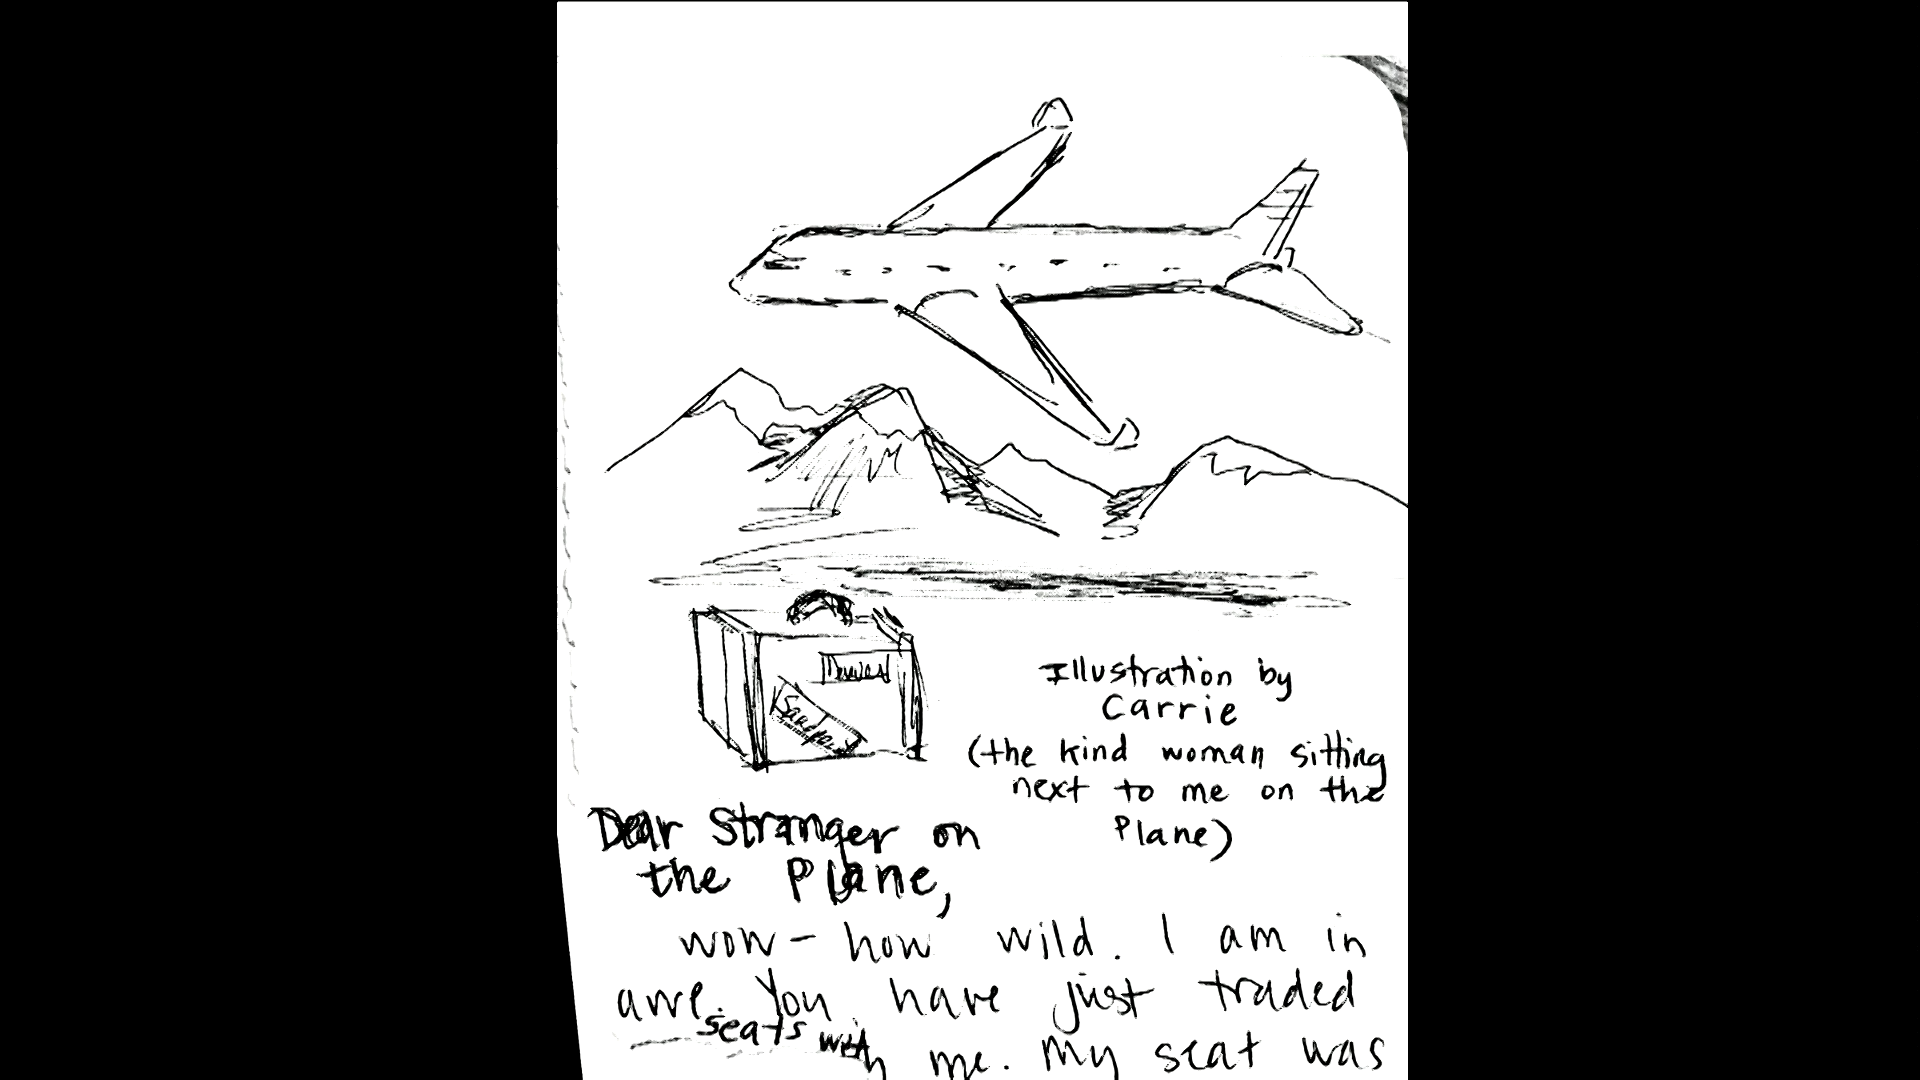 Illustration by
Carrie
(the kind woman sitting
next to me on the
Plane)
Dear Stranger on
the Plane,
wow - how wild. I am in
awe. You have just traded
seats with me. My seat was